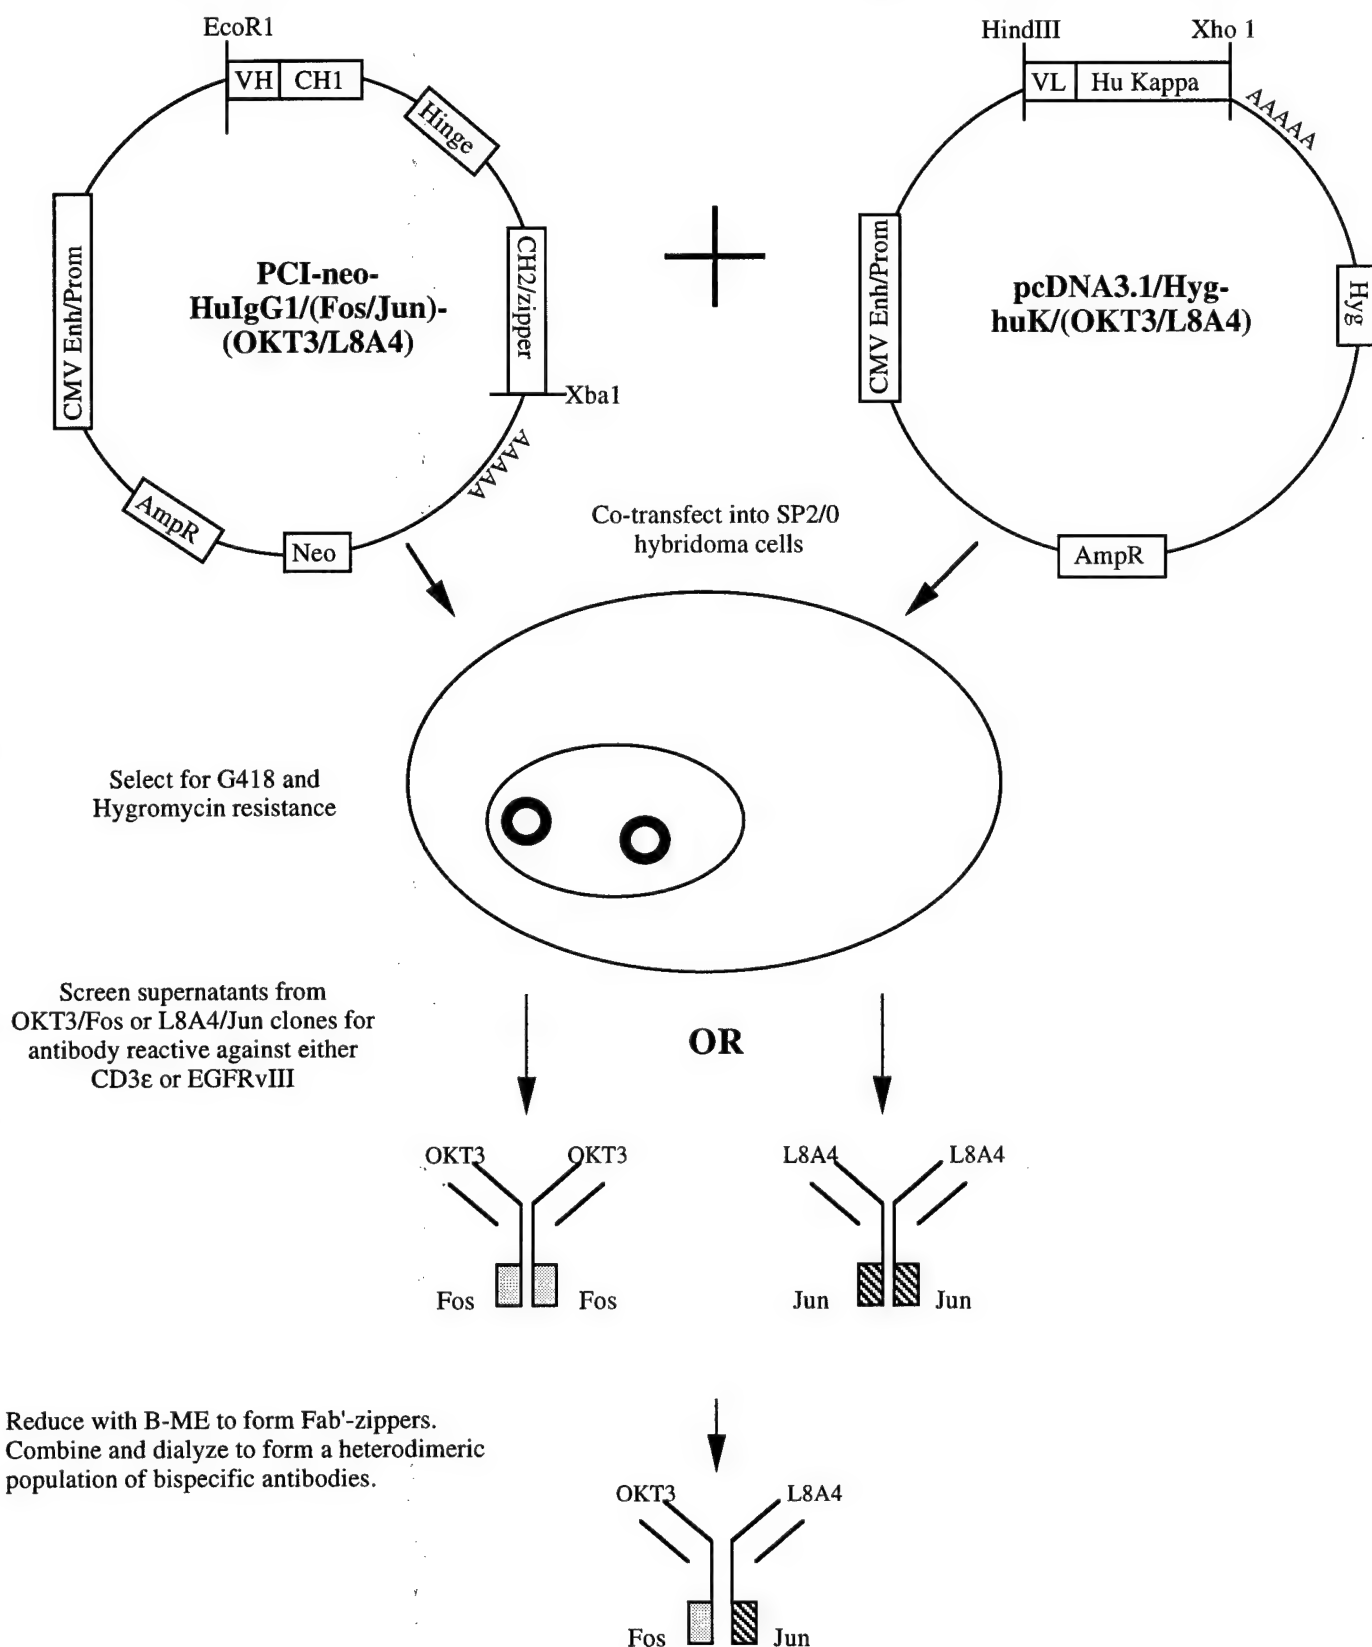 EcoR1
VH
CH1
Hinge
CH2/zipper
Xba1
AAAAA
Neo
AmpR
CMV Enh/Prom
PCI-neo-
HuIgG1/(Fos/Jun)-
(OKT3/L8A4)
+
HindIII
Xho 1
VL
Hu Kappa
AAAAA
Hyg
AmpR
CMV Enh/Prom
pcDNA3.1/Hyg-
huK/(OKT3/L8A4)
Co-transfect into SP2/0
hybridoma cells
Select for G418 and
Hygromycin resistance
Screen supernatants from
OKT3/Fos or L8A4/Jun clones for
antibody reactive against either
CD3ε or EGFRvIII
OR
OKT3
OKT3
Fos
Fos
L8A4
L8A4
Jun
Jun
Reduce with B-ME to form Fab'-zippers.
Combine and dialyze to form a heterodimeric
population of bispecific antibodies.
OKT3
L8A4
Fos
Jun